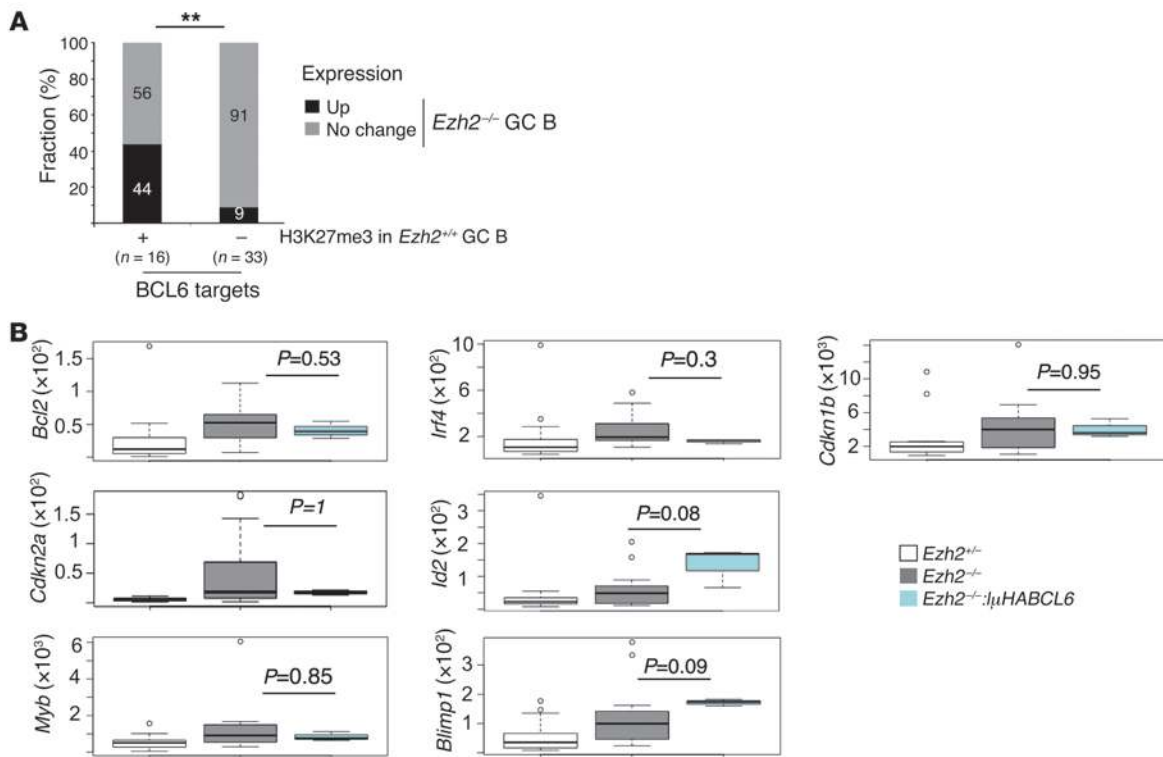 A
**
Fraction (%)
100
80
60
40
20
56
44
91
9
Expression
Up
No change
Ezh2⁻/⁻ GC B
+
−
H3K27me3 in Ezh2⁺/⁺ GC B
(n = 16)
(n = 33)
BCL6 targets
B
Bcl2 (×10²)
1.5
1
0.5
P=0.53
Irf4 (×10²)
10
6
2
P=0.3
Cdkn1b (×10³)
10
6
2
P=0.95
Cdkn2a (×10²)
1.5
0.5
P=1
Id2 (×10²)
3
2
1
0
P=0.08
Ezh2⁺/⁻
Ezh2⁻/⁻
Ezh2⁻/⁻:IμHABCL6
Myb (×10³)
6
4
2
0
P=0.85
Blimp1 (×10²)
3
2
1
0
P=0.09